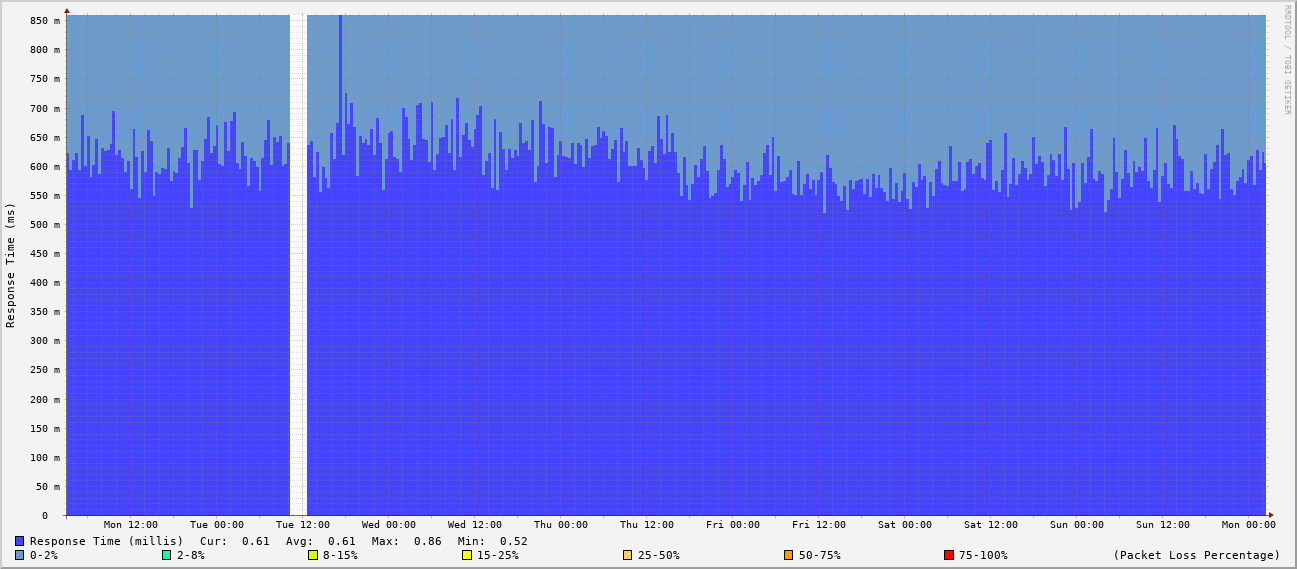 RRDTOOL / TOBI OETIKER
Response Time (ms)
850 m
800 m
750 m
700 m
650 m
600 m
550 m
500 m
450 m
400 m
350 m
300 m
250 m
200 m
150 m
100 m
50 m
0
Mon 12:00 Tue 00:00 Tue 12:00 Wed 00:00 Wed 12:00 Thu 00:00 Thu 12:00 Fri 00:00 Fri 12:00 Sat 00:00 Sat 12:00 Sun 00:00 Sun 12:00 Mon 00:00
Response Time (millis) Cur: 0.61 Avg: 0.61 Max: 0.86 Min: 0.52
0-2% 2-8% 8-15% 15-25% 25-50% 50-75% 75-100% (Packet Loss Percentage)